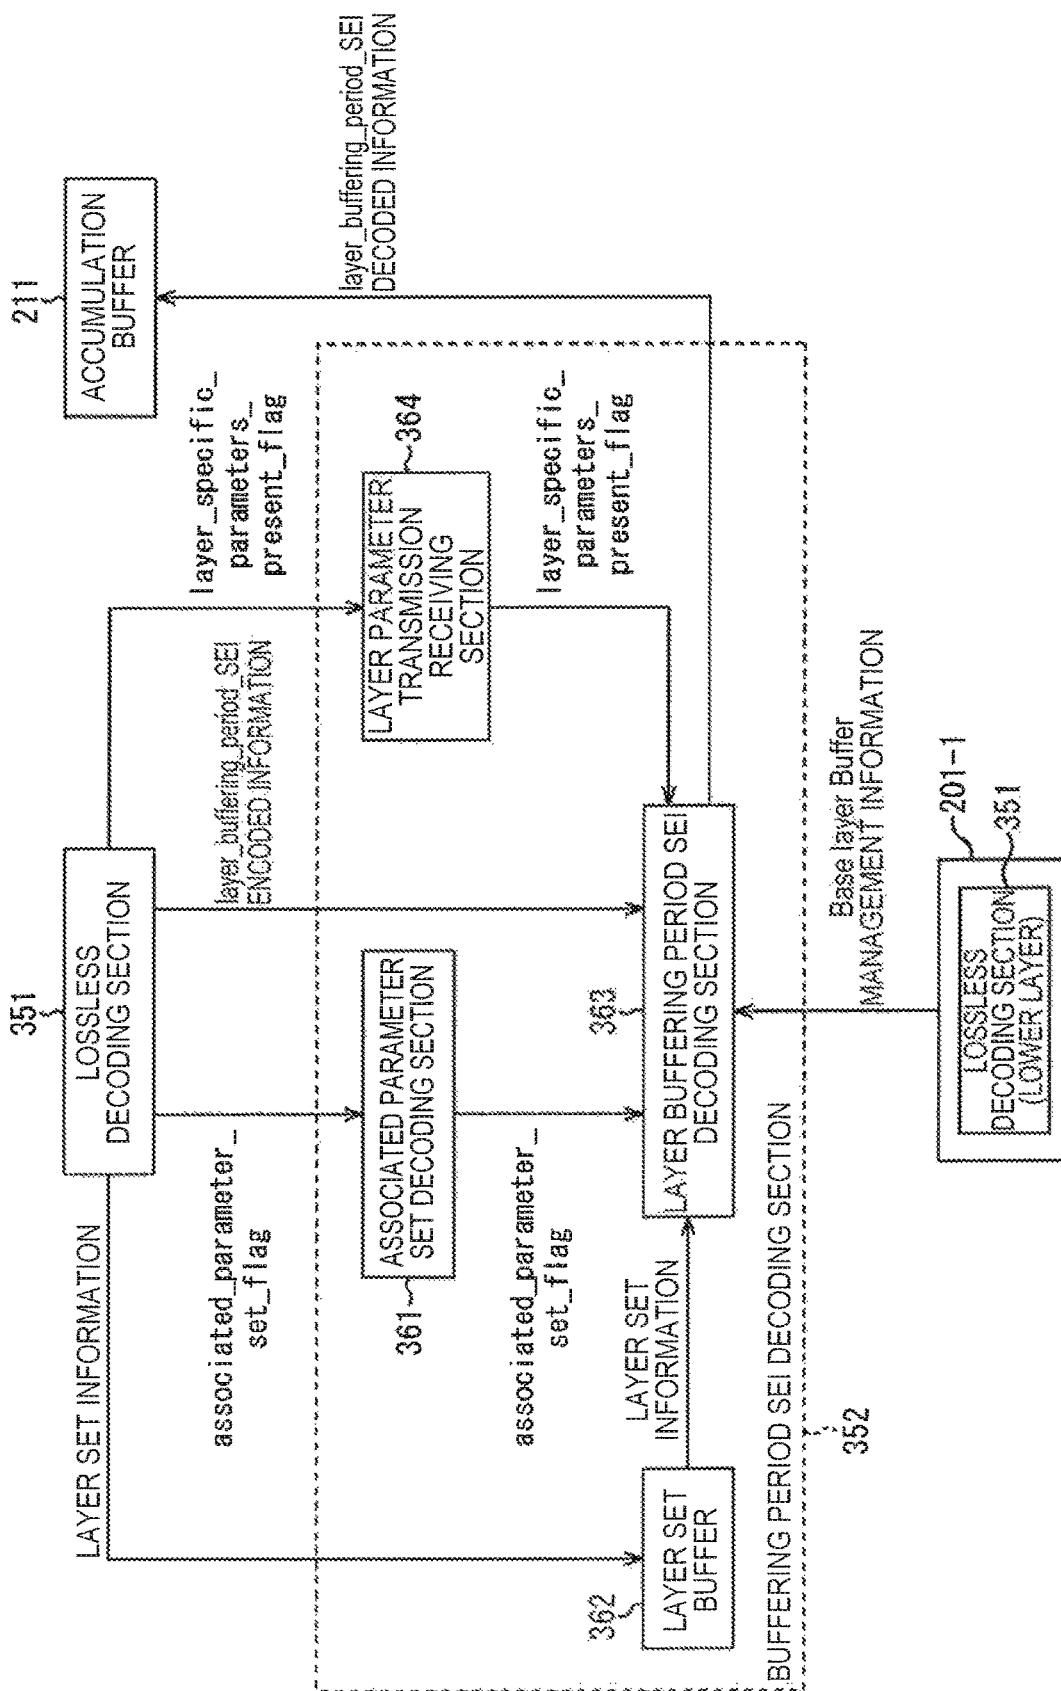 351
LOSSLESS
DECODING SECTION
211
ACCUMULATION
BUFFER
LAYER SET INFORMATION
associated_parameter_
set_flag
layer_buffering_period_SEI
ENCODED INFORMATION
layer_specific_
parameters_
present_flag
layer_buffering_period_SEI
DECODED INFORMATION
361
ASSOCIATED PARAMETER
SET DECODING SECTION
LAYER PARAMETER
TRANSMISSION
RECEIVING
SECTION
364
associated_parameter_
set_flag
layer_specific_
parameters_
present_flag
362
LAYER SET
BUFFER
LAYER SET
INFORMATION
363
LAYER BUFFERING PERIOD SEI
DECODING SECTION
BUFFERING PERIOD SEI DECODING SECTION
352
Base layer Buffer
MANAGEMENT INFORMATION
201-1
351
LOSSLESS
DECODING SECTION
(LOWER LAYER)